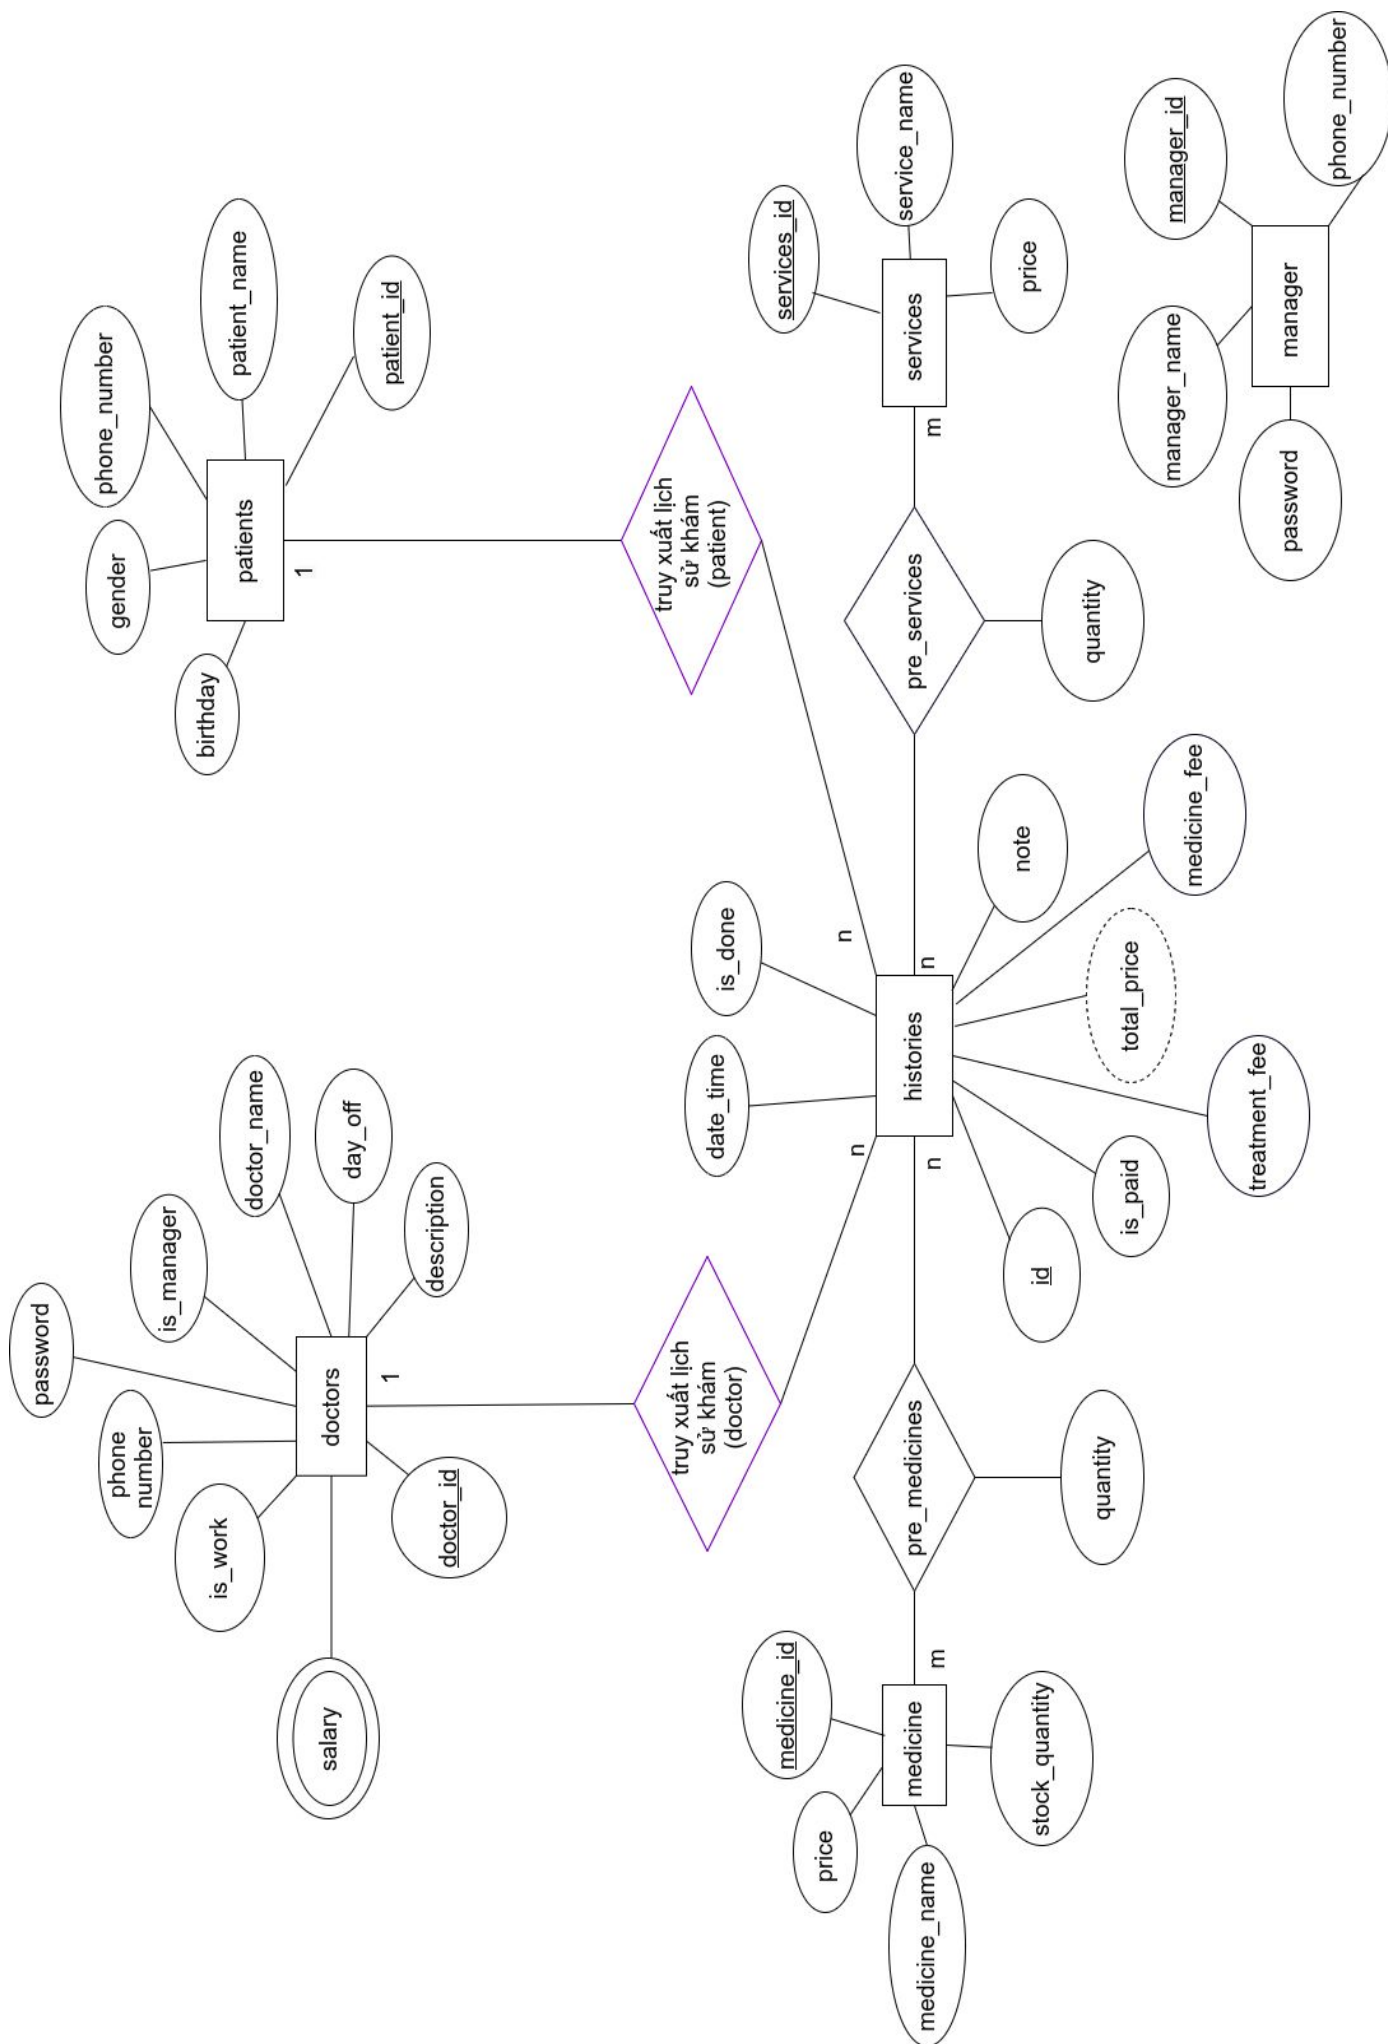 password
phone
number
is_manager
is_work
doctor_name
day_off
description
doctors
1
salary
doctor_id
phone_number
gender
birthday
patient_name
patient_id
patients
1
truy xuất lịch
sử khám
(doctor)
truy xuất lịch
sử khám
(patient)
date_time
is_done
n
n
medicine_id
price
medicine_name
medicine
stock_quantity
m
pre_medicines
quantity
n
histories
n
id
is_paid
treatment_fee
total_price
medicine_fee
note
pre_services
quantity
m
services
services_id
service_name
price
manager_name
manager_id
password
manager
phone_number